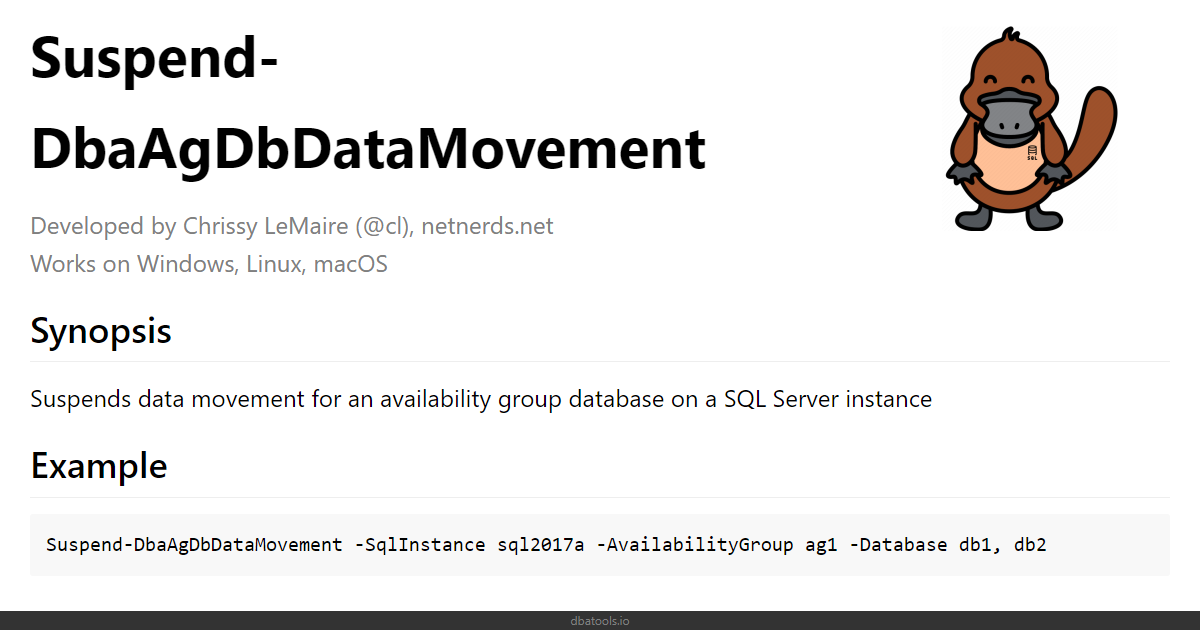 Suspend-
DbaAgDbDataMovement
Developed by Chrissy LeMaire (@cl), netnerds.net
Works on Windows, Linux, macOS
SQL
Synopsis
Suspends data movement for an availability group database on a SQL Server instance
Example
Suspend-DbaAgDbDataMovement -SqlInstance sql2017a -AvailabilityGroup ag1 -Database db1, db2
dbatools.io